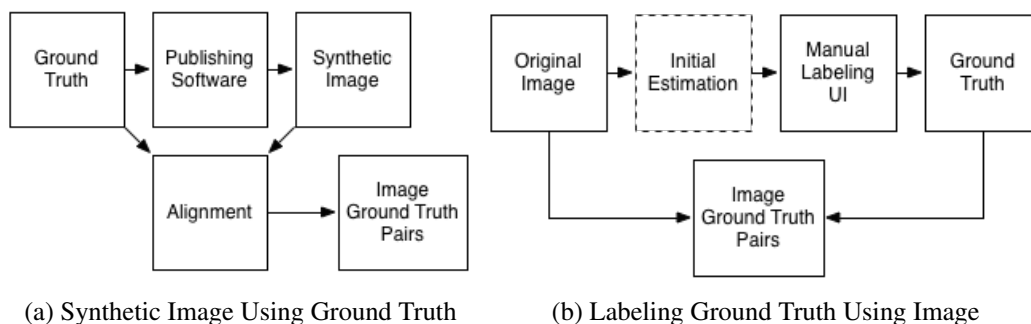 Ground
Truth
Publishing
Software
Synthetic
Image
Alignment
Image
Ground Truth
Pairs
(a) Synthetic Image Using Ground Truth
Original
Image
Initial
Estimation
Manual
Labeling
UI
Ground
Truth
Image
Ground Truth
Pairs
(b) Labeling Ground Truth Using Image